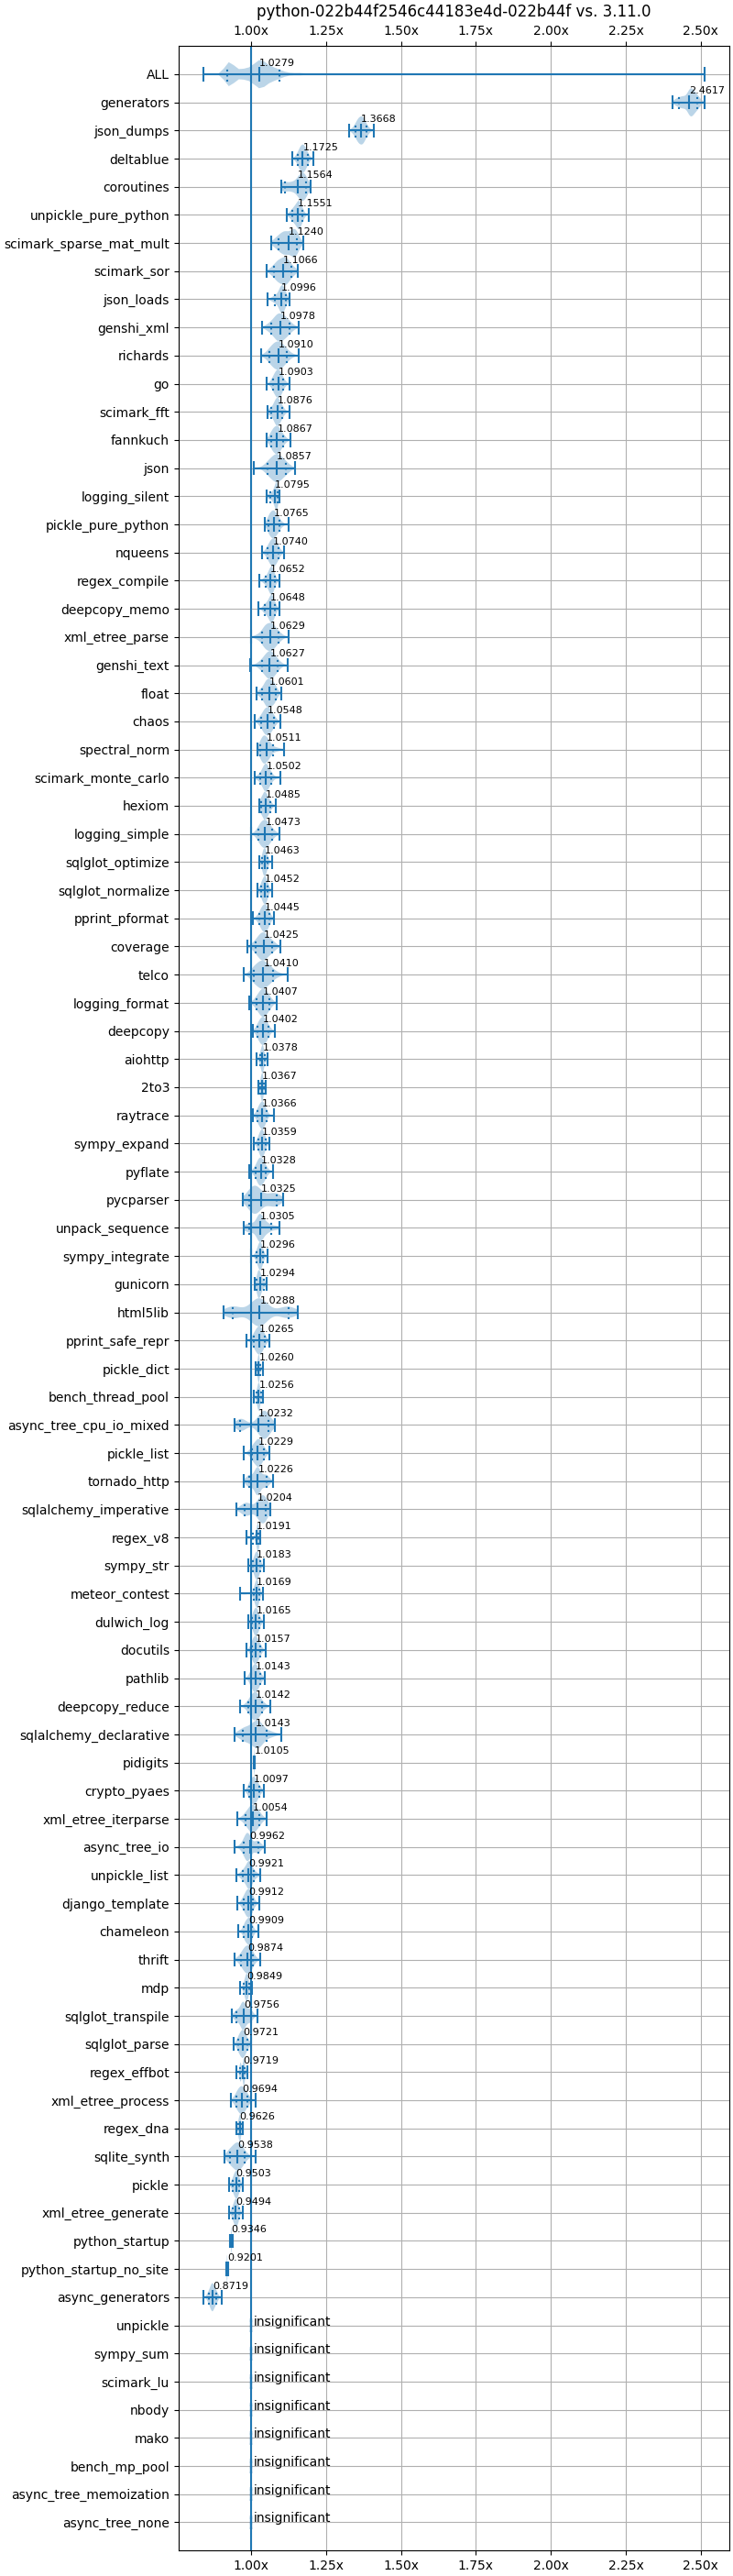 python-022b44f2546c44183e4d-022b44f vs. 3.11.0
1.00x 1.25x 1.50x 1.75x 2.00x 2.25x 2.50x
ALL 1.0279
generators 2.4617
json_dumps 1.3668
deltablue 1.1725
coroutines 1.1564
unpickle_pure_python 1.1551
scimark_sparse_mat_mult 1.1240
scimark_sor 1.1066
json_loads 1.0996
genshi_xml 1.0978
richards 1.0910
go 1.0903
scimark_fft 1.0876
fannkuch 1.0867
json 1.0857
logging_silent 1.0795
pickle_pure_python 1.0765
nqueens 1.0740
regex_compile 1.0652
deepcopy_memo 1.0648
xml_etree_parse 1.0629
genshi_text 1.0627
float 1.0601
chaos 1.0548
spectral_norm 1.0511
scimark_monte_carlo 1.0502
hexiom 1.0485
logging_simple 1.0473
sqlglot_optimize 1.0463
sqlglot_normalize 1.0452
pprint_pformat 1.0445
coverage 1.0425
telco 1.0410
logging_format 1.0407
deepcopy 1.0402
aiohttp 1.0378
2to3 1.0367
raytrace 1.0366
sympy_expand 1.0359
pyflate 1.0328
pycparser 1.0325
unpack_sequence 1.0305
sympy_integrate 1.0296
gunicorn 1.0294
html5lib 1.0288
pprint_safe_repr 1.0265
pickle_dict 1.0260
bench_thread_pool 1.0256
async_tree_cpu_io_mixed 1.0232
pickle_list 1.0229
tornado_http 1.0226
sqlalchemy_imperative 1.0204
regex_v8 1.0191
sympy_str 1.0183
meteor_contest 1.0169
dulwich_log 1.0165
docutils 1.0157
pathlib 1.0143
deepcopy_reduce 1.0142
sqlalchemy_declarative 1.0143
pidigits 1.0105
crypto_pyaes 1.0097
xml_etree_iterparse 1.0054
async_tree_io 0.9962
unpickle_list 0.9921
django_template 0.9912
chameleon 0.9909
thrift 0.9874
mdp 0.9849
sqlglot_transpile 0.9756
sqlglot_parse 0.9721
regex_effbot 0.9719
xml_etree_process 0.9694
regex_dna 0.9626
sqlite_synth 0.9538
pickle 0.9503
xml_etree_generate 0.9494
python_startup 0.9346
python_startup_no_site 0.9201
async_generators 0.8719
unpickle insignificant
sympy_sum insignificant
scimark_lu insignificant
nbody insignificant
mako insignificant
bench_mp_pool insignificant
async_tree_memoization insignificant
async_tree_none insignificant
1.00x 1.25x 1.50x 1.75x 2.00x 2.25x 2.50x